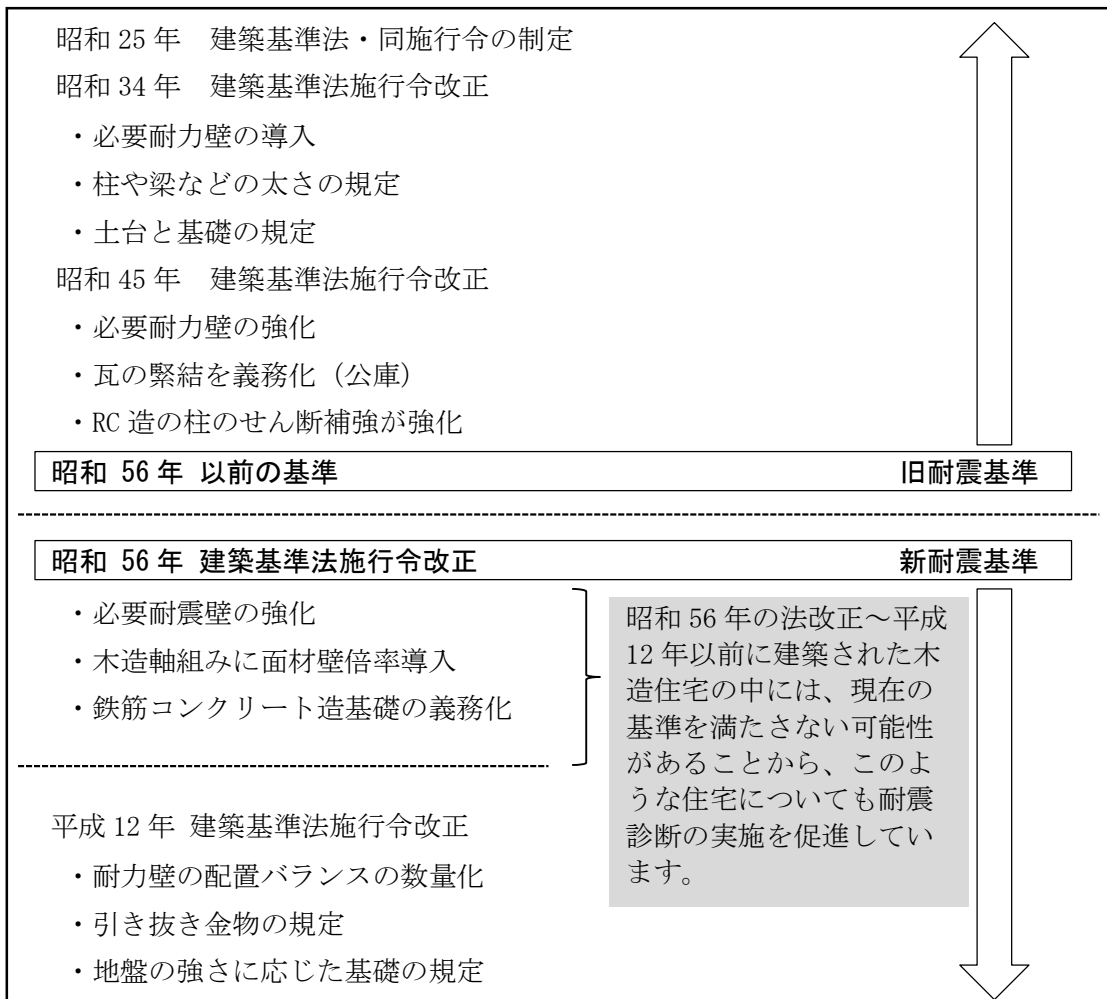 昭和 25 年　建築基準法・同施行令の制定
昭和 34 年　建築基準法施行令改正
・必要耐力壁の導入
・柱や梁などの太さの規定
・土台と基礎の規定
昭和 45 年　建築基準法施行令改正
・必要耐力壁の強化
・瓦の緊結を義務化（公庫）
・RC 造の柱のせん断補強が強化
昭和 56 年 以前の基準　旧耐震基準
昭和 56 年 建築基準法施行令改正　新耐震基準
・必要耐震壁の強化
・木造軸組みに面材壁倍率導入
・鉄筋コンクリート造基礎の義務化
昭和 56 年の法改正～平成
12 年以前に建築された木
造住宅の中には、現在の
基準を満たさない可能性
があることから、このよ
うな住宅についても耐震
診断の実施を促進してい
ます。
平成 12 年 建築基準法施行令改正
・耐力壁の配置バランスの数量化
・引き抜き金物の規定
・地盤の強さに応じた基礎の規定